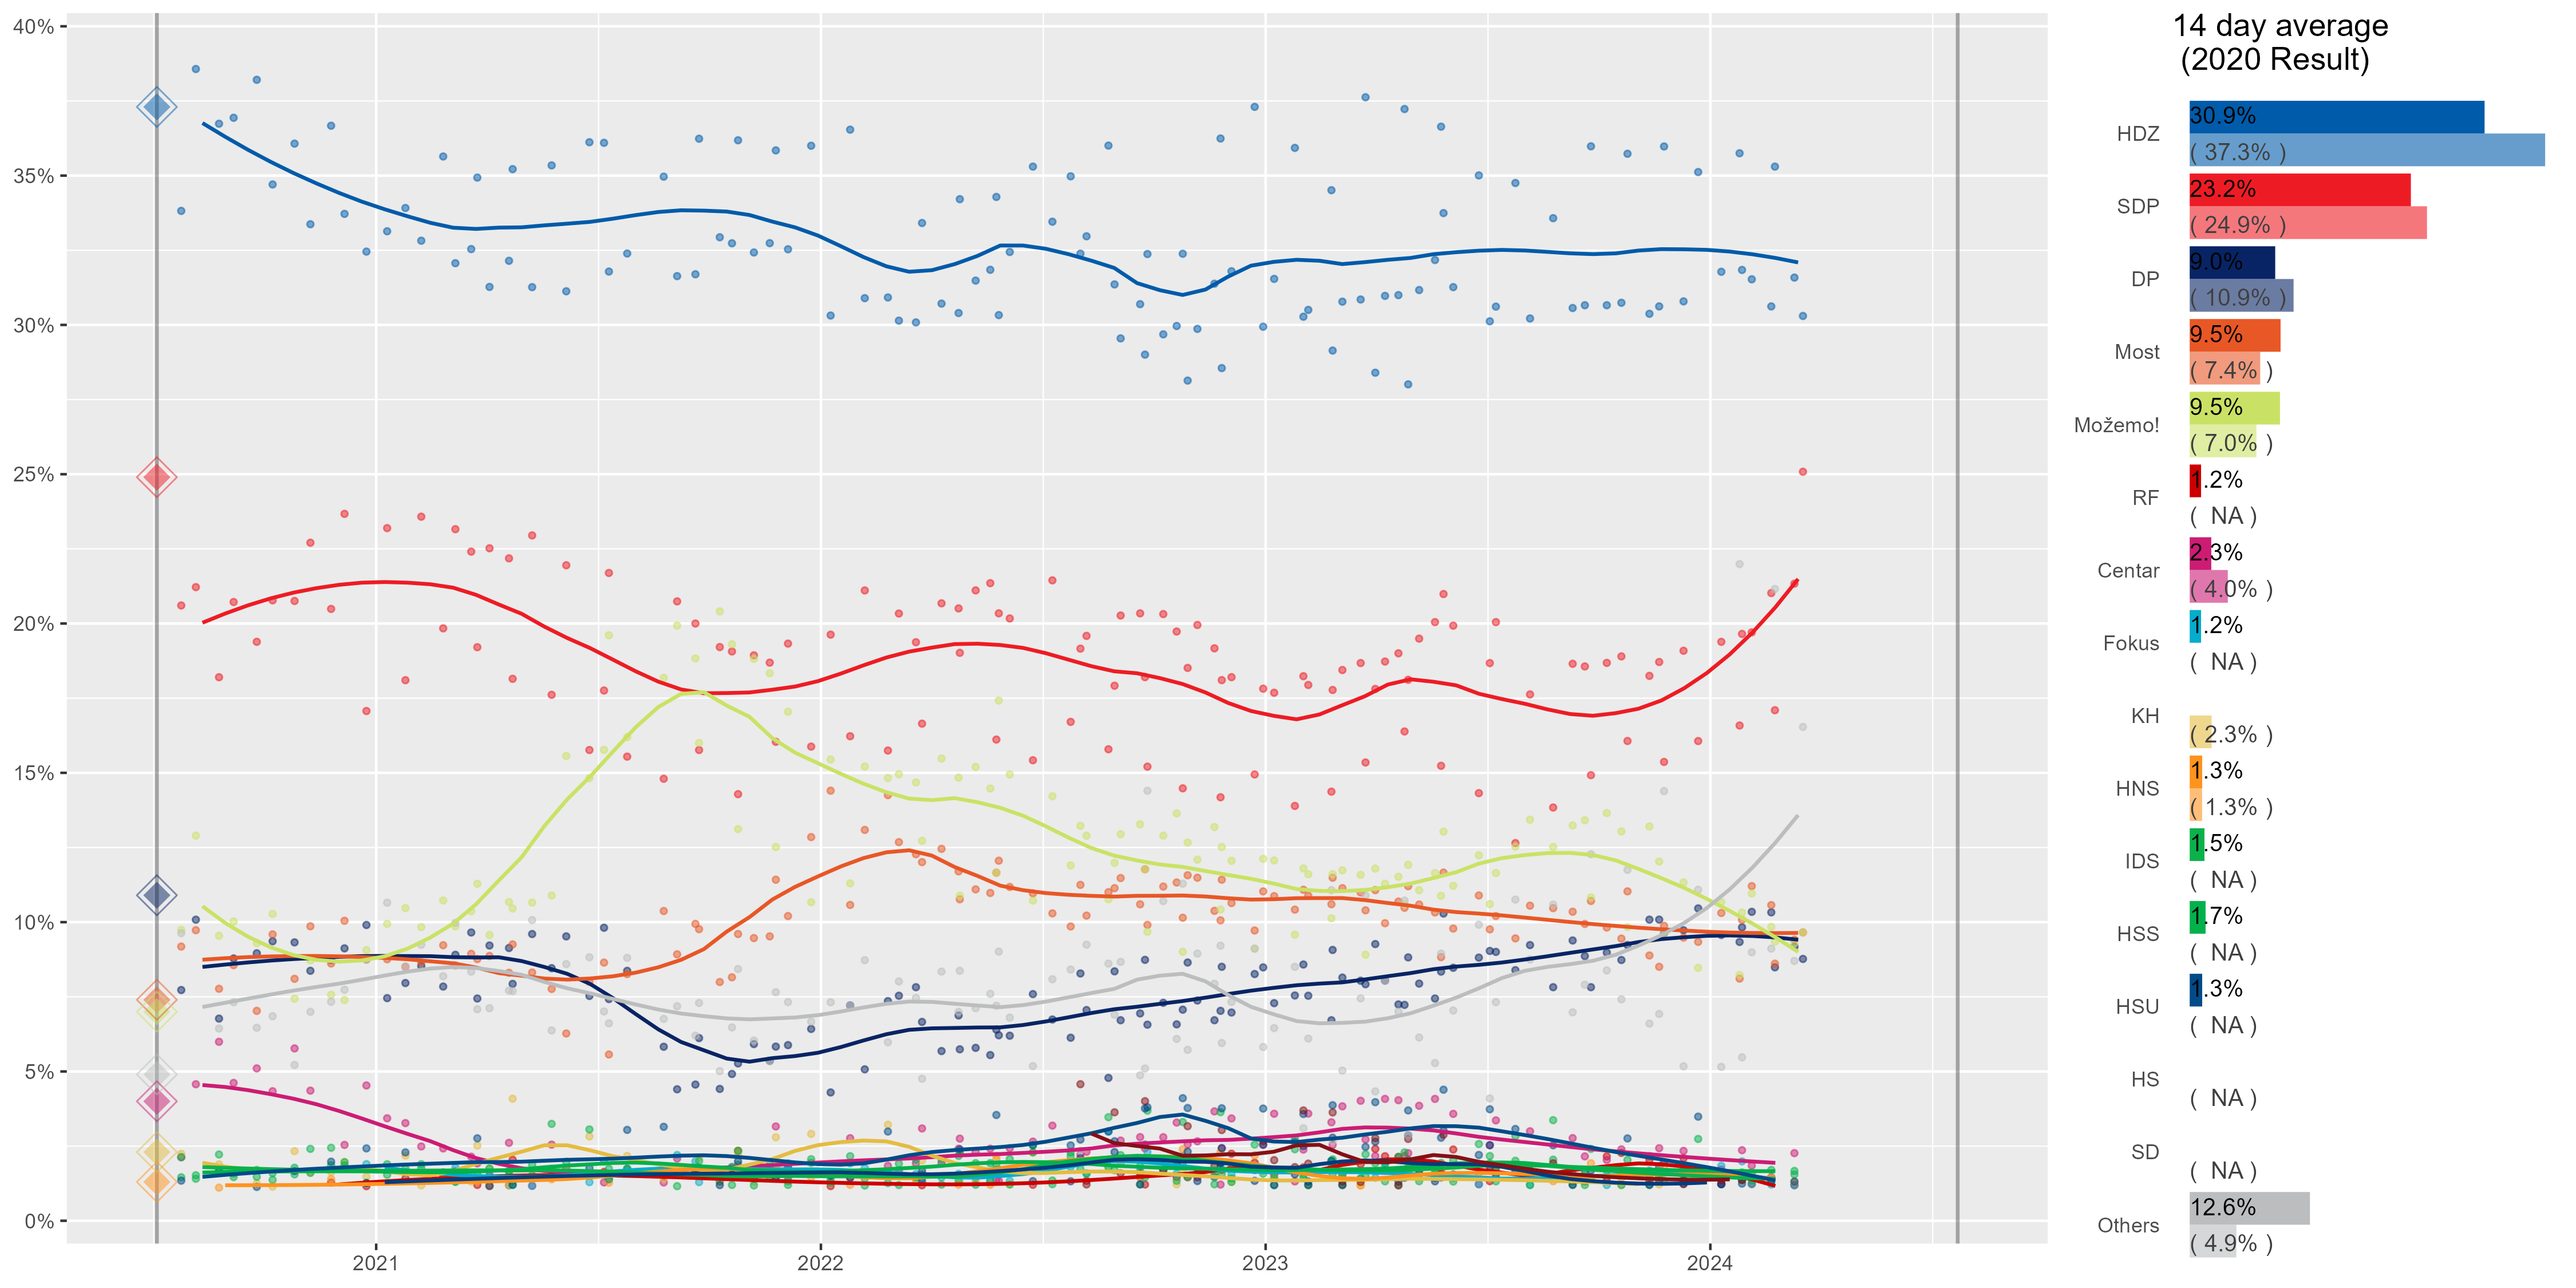 40%
35%
30%
25%
20%
15%
10%
5%
0%
2021
2022
2023
2024
14 day average
(2020 Result)
HDZ
30.9%
( 37.3% )
SDP
23.2%
( 24.9% )
DP
9.0%
( 10.9% )
Most
9.5%
( 7.4% )
Možemo!
9.5%
( 7.0% )
RF
1.2%
( NA )
Centar
2.3%
( 4.0% )
Fokus
1.2%
( NA )
KH
( 2.3% )
HNS
1.3%
( 1.3% )
IDS
1.5%
( NA )
HSS
1.7%
( NA )
HSU
1.3%
( NA )
HS
( NA )
SD
( NA )
Others
12.6%
( 4.9% )